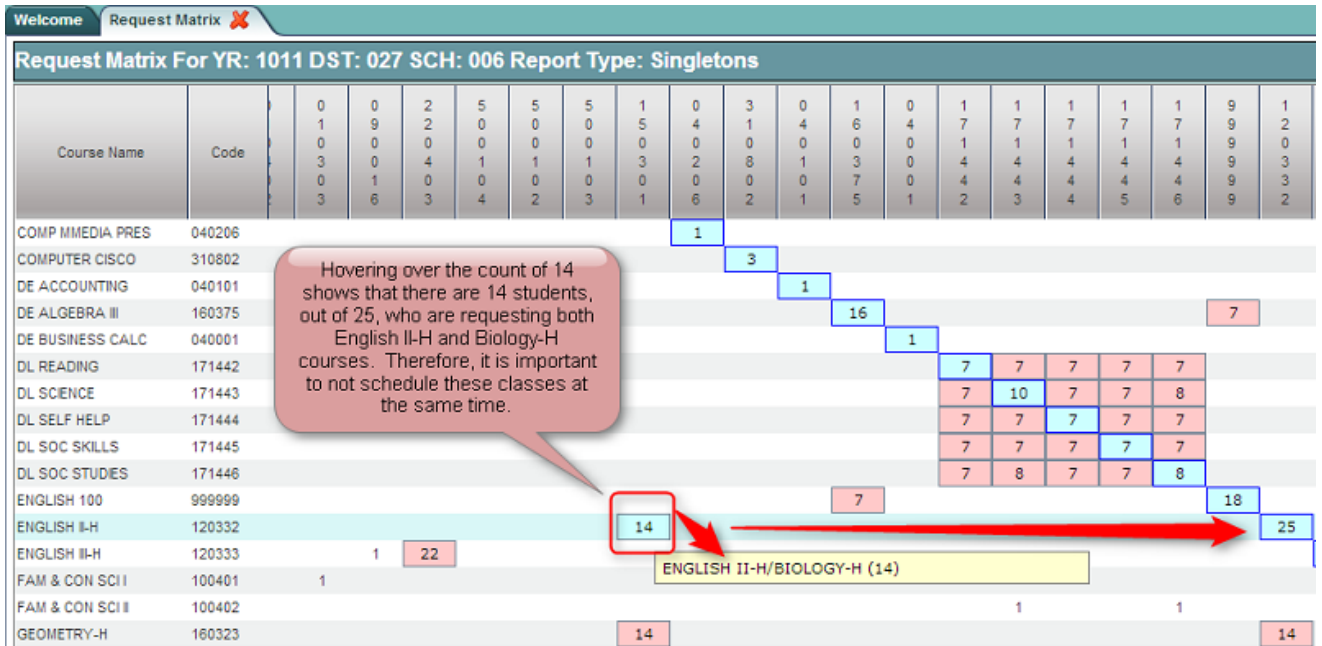 Welcome
Request Matrix
Request Matrix For YR: 1011 DST: 027 SCH: 006 Report Type: Singletons
Course Name Code
010303
090016
220403
500104
500102
500103
150301
040206
310802
040101
160375
040001
171442
171443
171444
171445
171446
999999
120332
COMP MMEDIA PRES 040206 1
COMPUTER CISCO 310802 3
DE ACCOUNTING 040101 1
DE ALGEBRA III 160375 16 7
DE BUSINESS CALC 040001 1
DL READING 171442 7 7 7 7 7
DL SCIENCE 171443 7 10 7 7 8
DL SELF HELP 171444 7 7 7 7 7
DL SOC SKILLS 171445 7 7 7 7 7
DL SOC STUDIES 171446 7 8 7 7 8
ENGLISH 100 999999 7 18
ENGLISH II-H 120332 14 25
ENGLISH III-H 120333 1 22
FAM & CON SCI I 100401 1
FAM & CON SCI II 100402 1 1
GEOMETRY-H 160323 14 14
Hovering over the count of 14
shows that there are 14 students,
out of 25, who are requesting both
English II-H and Biology-H
courses. Therefore, it is important
to not schedule these classes at
the same time.
ENGLISH II-H/BIOLOGY-H (14)